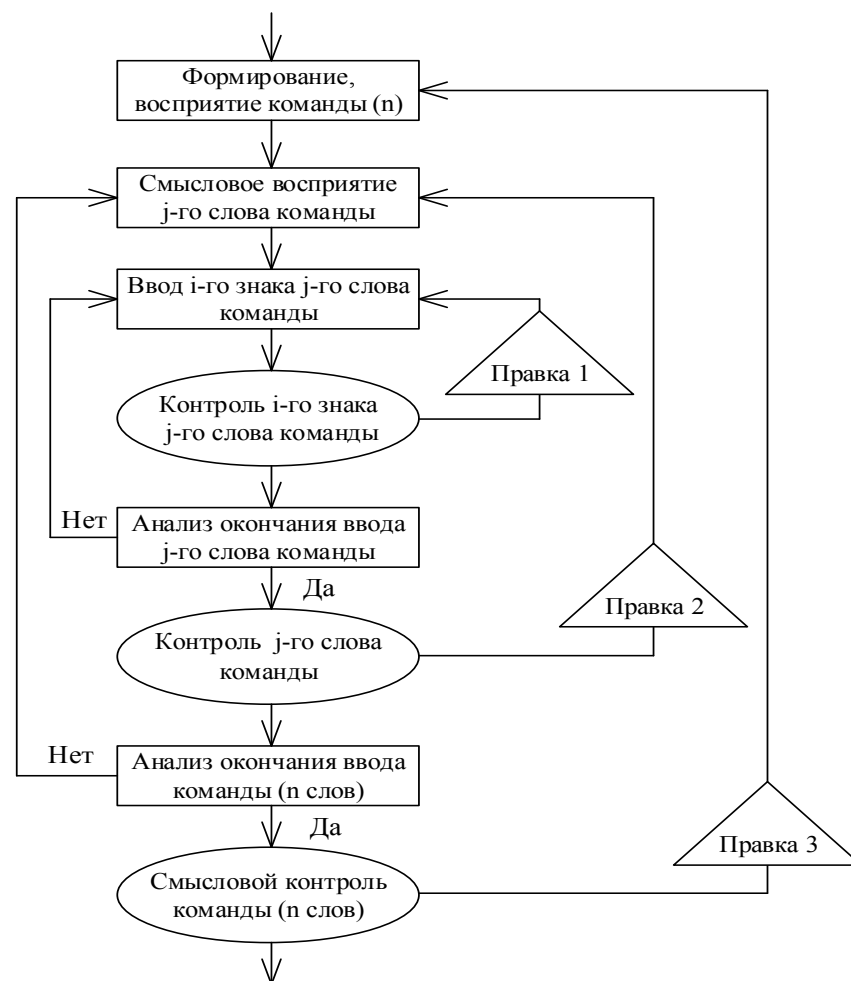 Формирование,
восприятие команды (n)
Смысловое восприятие
j-го слова команды
Ввод i-го знака j-го слова
команды
Правка 1
Контроль i-го знака
j-го слова команды
Нет
Анализ окончания ввода
j-го слова команды
Да
Правка 2
Контроль j-го слова
команды
Нет
Анализ окончания ввода
команды (n слов)
Да
Правка 3
Смысловой контроль
команды (n слов)